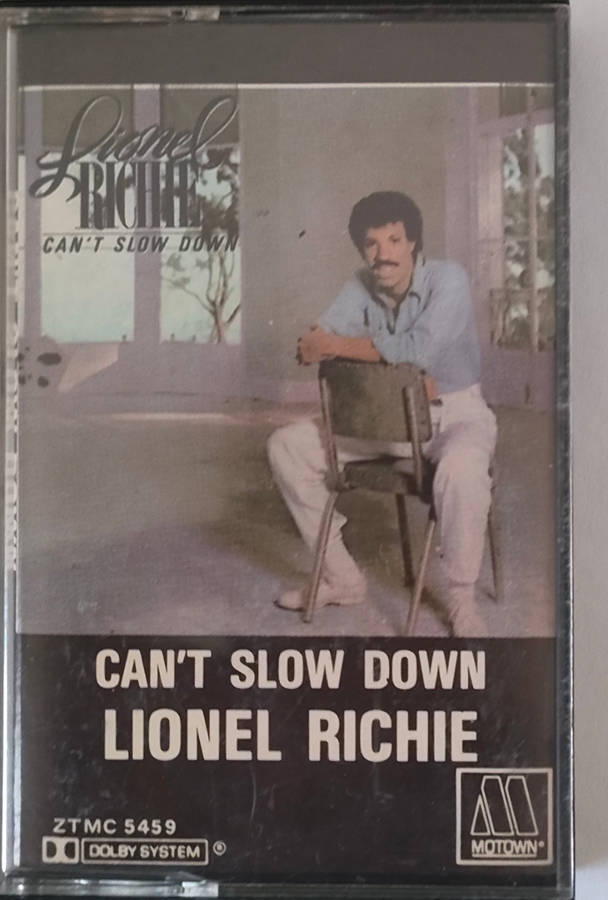 Lionel
RICHIE
CAN'T SLOW DOWN
CAN'T SLOW DOWN
LIONEL RICHIE
ZTMC 5459
DOLBY SYSTEM ®
MOTOWN®